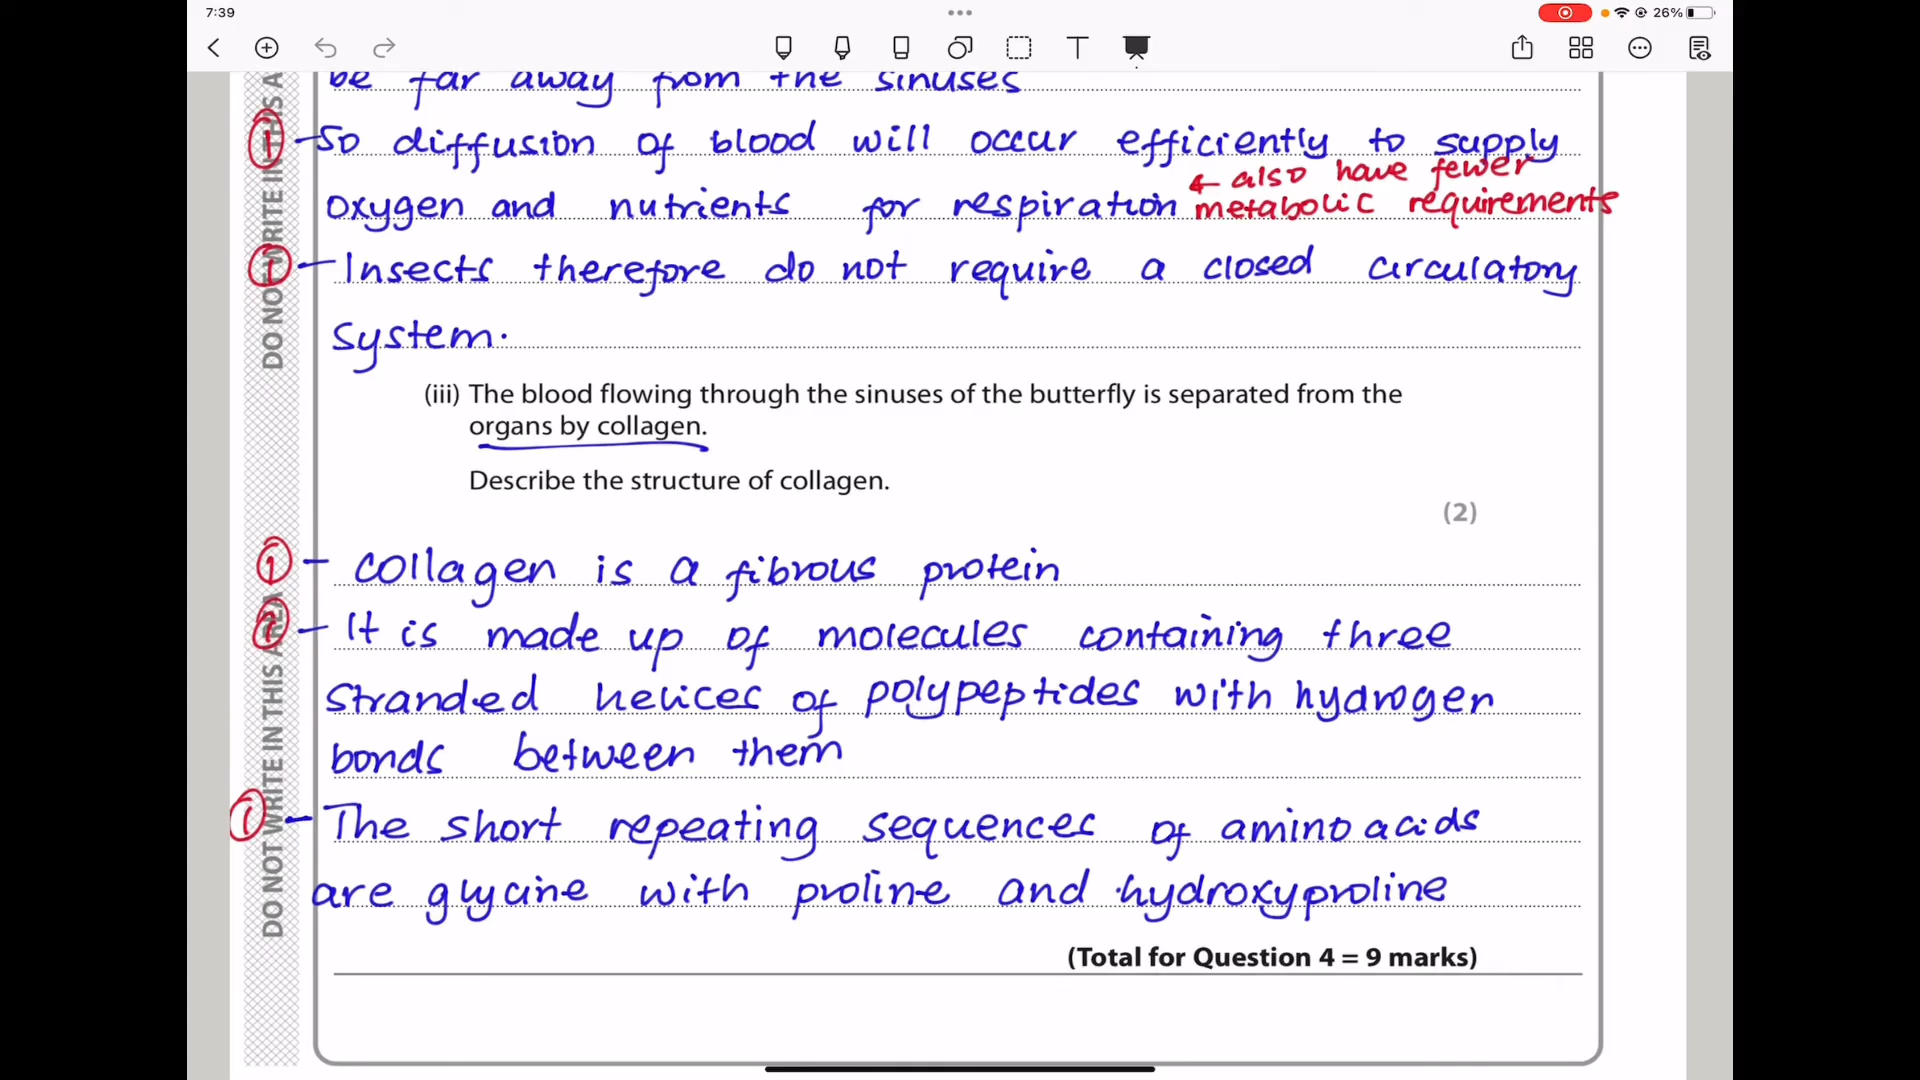 7:39
26%
be far away from the sinuses
① - So diffusion of blood will occur efficiently to supply
← also have fewer
oxygen and nutrients for respiration metabolic requirements
① - Insects therefore do not require a closed circulatory
system.
(iii) The blood flowing through the sinuses of the butterfly is separated from the
organs by collagen.
Describe the structure of collagen.
(2)
① - collagen is a fibrous protein
① - It is made up of molecules containing three
stranded helices of polypeptides with hydrogen
bonds between them
① - The short repeating sequences of amino acids
are glycine with proline and hydroxyproline
(Total for Question 4 = 9 marks)
DO NOT WRITE IN THIS A
DO NOT WRITE IN THIS AREA